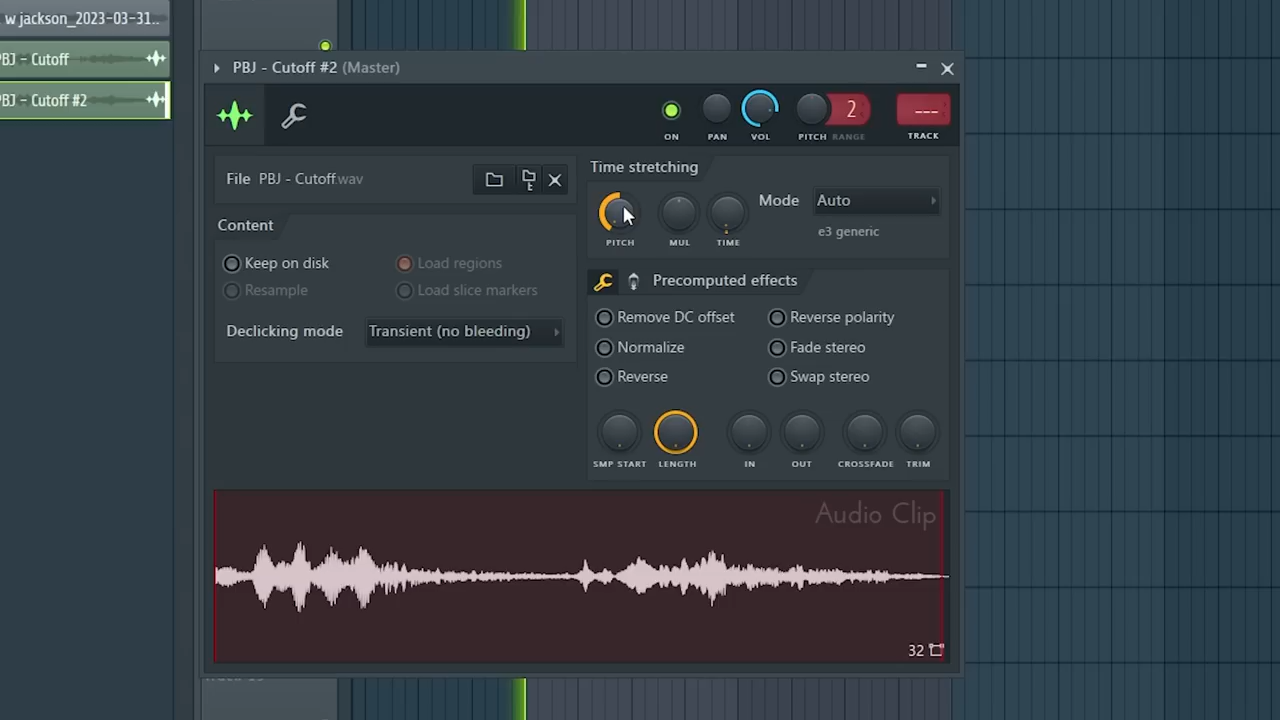 w jackson_2023-03-31..
PBJ - Cutoff
PBJ - Cutoff #2
PBJ - Cutoff #2 (Master)
ON
PAN
VOL
PITCH RANGE
2
---
TRACK
File PBJ - Cutoff.wav
Content
Keep on disk
Load regions
Resample
Load slice markers
Declicking mode Transient (no bleeding)
Time stretching
PITCH
MUL
TIME
Mode Auto
e3 generic
Precomputed effects
Remove DC offset
Reverse polarity
Normalize
Fade stereo
Reverse
Swap stereo
SMP START
LENGTH
IN
OUT
CROSSFADE
TRIM
Audio Clip
32